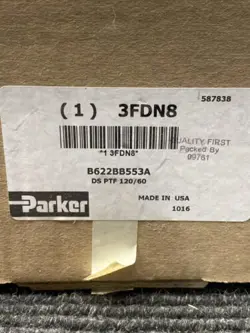 587838
(1) 3FDN8
*1 3FDN8*
QUALITY FIRST
Packed By
09781
B622BB553A
DS PTF 120/60
Parker
MADE IN USA
1016